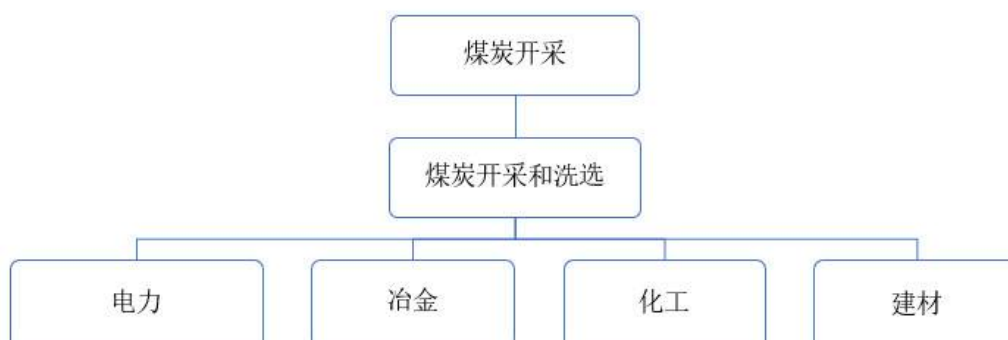 煤炭开采
煤炭开采和洗选
电力
冶金
化工
建材